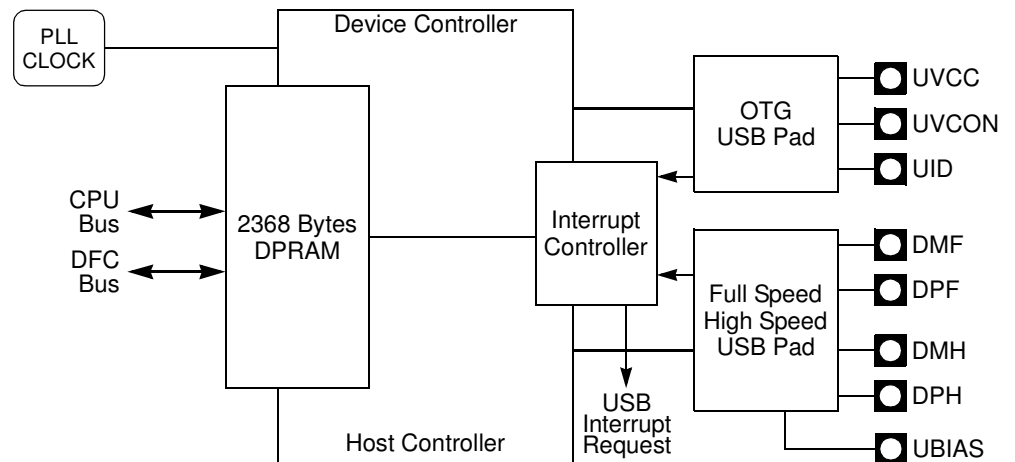 Device Controller
PLL
CLOCK
OTG
USB Pad
UVCC
UVCON
UID
CPU
Bus
DFC
Bus
2368 Bytes
DPRAM
Interrupt
Controller
Full Speed
High Speed
USB Pad
DMF
DPF
DMH
DPH
UBIAS
USB
Interrupt
Request
Host Controller